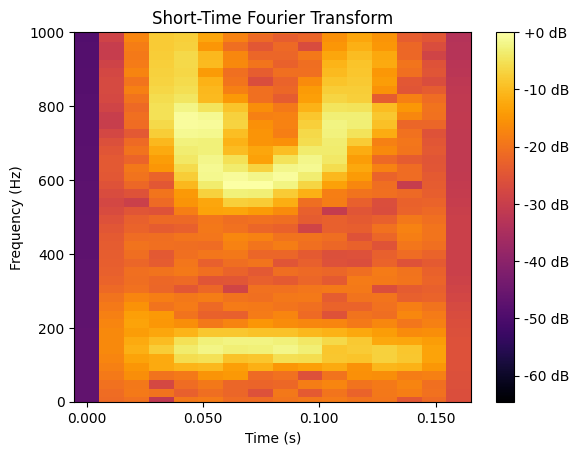 Short-Time Fourier Transform
1000
800
600
400
200
0
Frequency (Hz)
0.000
0.050
0.100
0.150
Time (s)
+0 dB
-10 dB
-20 dB
-30 dB
-40 dB
-50 dB
-60 dB